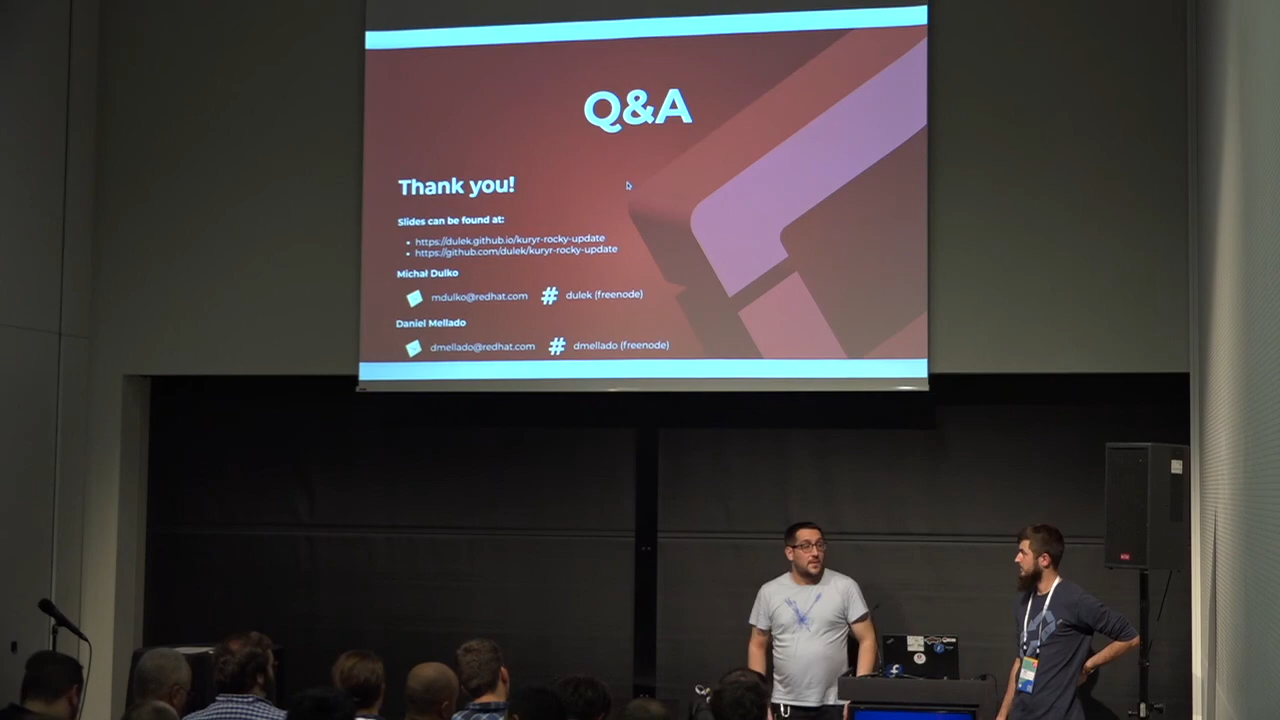 Q&A
Thank you!
Slides can be found at:
https://dulek.github.io/kuryr-rocky-update
https://github.com/dulek/kuryr-rocky-update
Michał Dulko
mdulko@redhat.com # dulek (freenode)
Daniel Mellado
dmellado@redhat.com # dmellado (freenode)